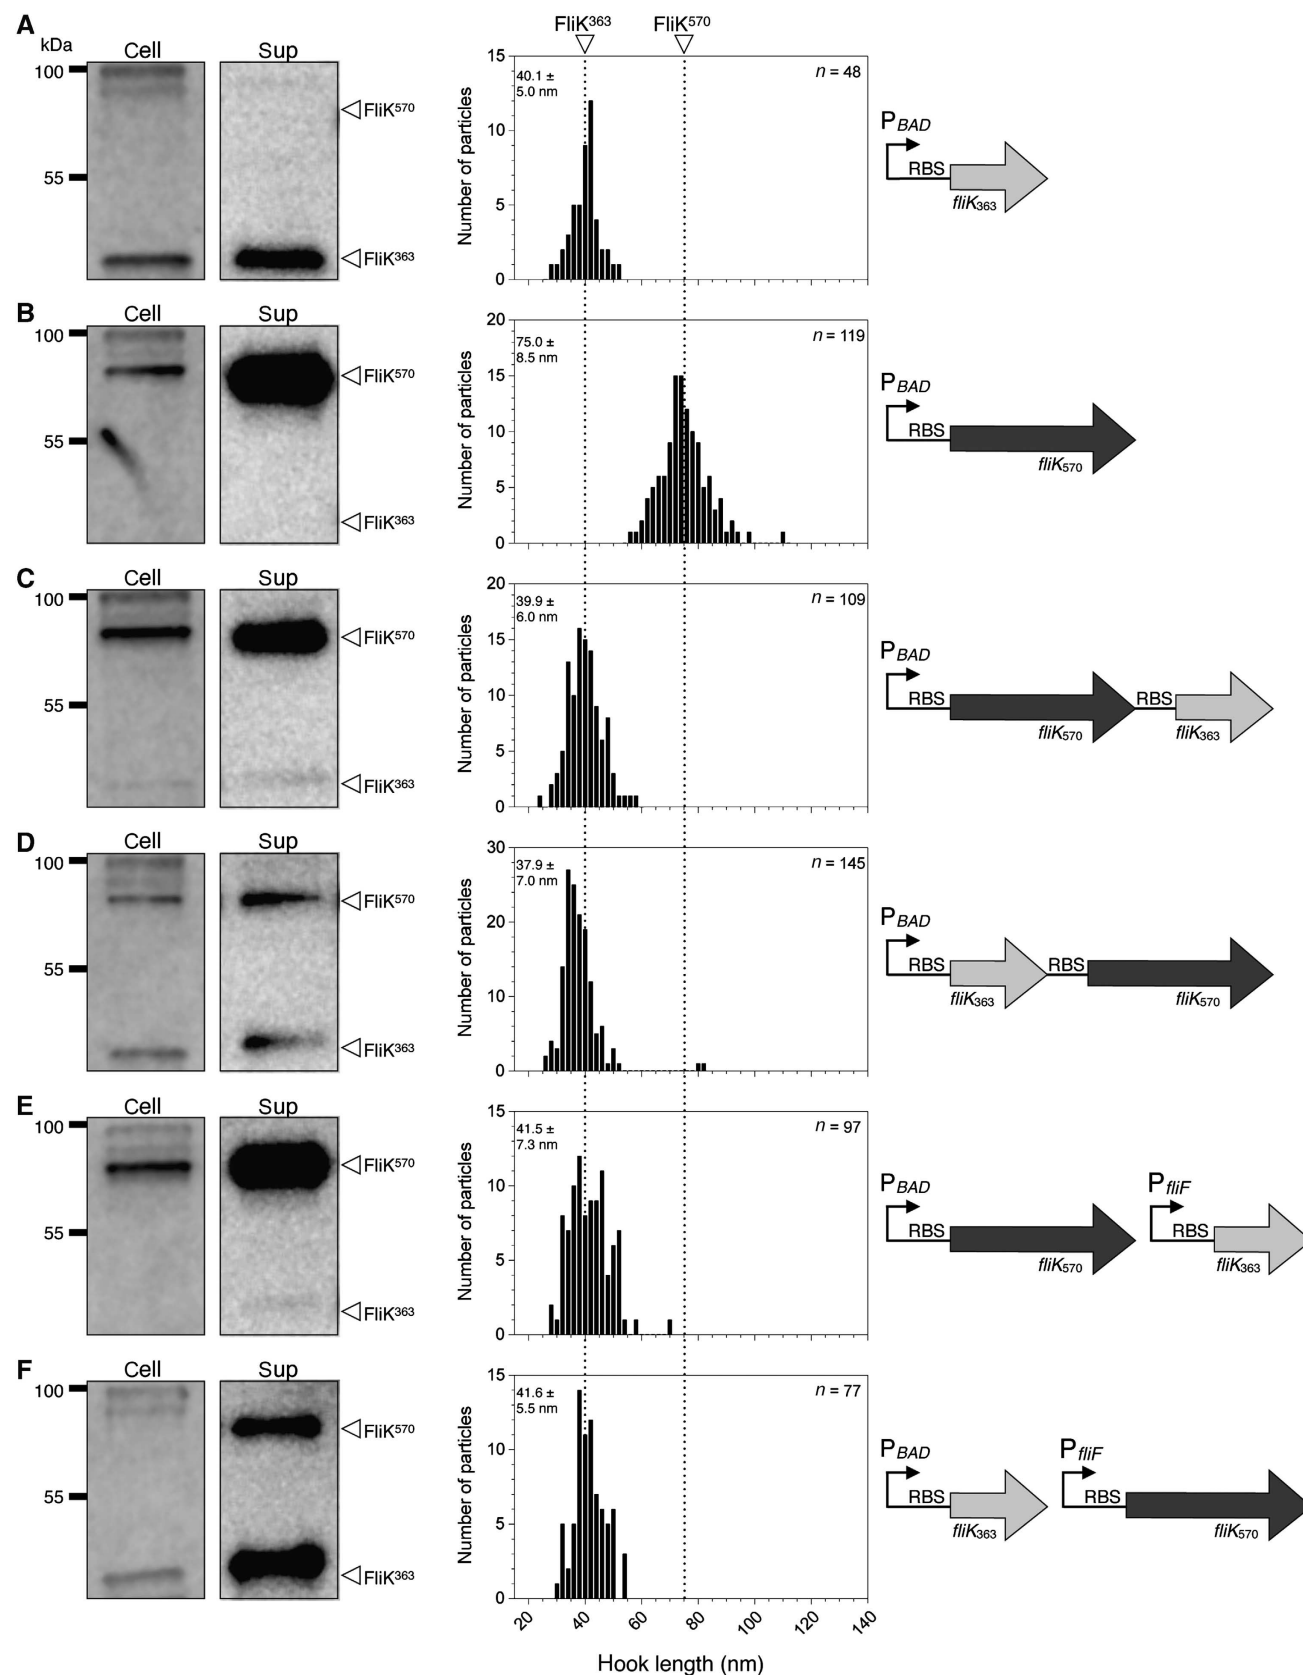 FliK363 FliK570
A
kDa
Cell Sup
100
55
FliK570
FliK363
Number of particles
15
10
5
0
40.1 ±
5.0 nm
n = 48
PBAD
RBS
fliK363
B
Cell Sup
100
55
FliK570
FliK363
Number of particles
20
15
10
5
0
75.0 ±
8.5 nm
n = 119
PBAD
RBS
fliK570
C
Cell Sup
100
55
FliK570
FliK363
Number of particles
20
15
10
5
0
39.9 ±
6.0 nm
n = 109
PBAD
RBS RBS
fliK570 fliK363
D
Cell Sup
100
55
FliK570
FliK363
Number of particles
30
20
10
0
37.9 ±
7.0 nm
n = 145
PBAD
RBS RBS
fliK363 fliK570
E
Cell Sup
100
55
FliK570
FliK363
Number of particles
15
10
5
0
41.5 ±
7.3 nm
n = 97
PBAD PfliF
RBS RBS
fliK570 fliK363
F
Cell Sup
100
55
FliK570
FliK363
Number of particles
15
10
5
0
41.6 ±
5.5 nm
n = 77
PBAD PfliF
RBS RBS
fliK363 fliK570
20 40 60 80 100 120 140
Hook length (nm)